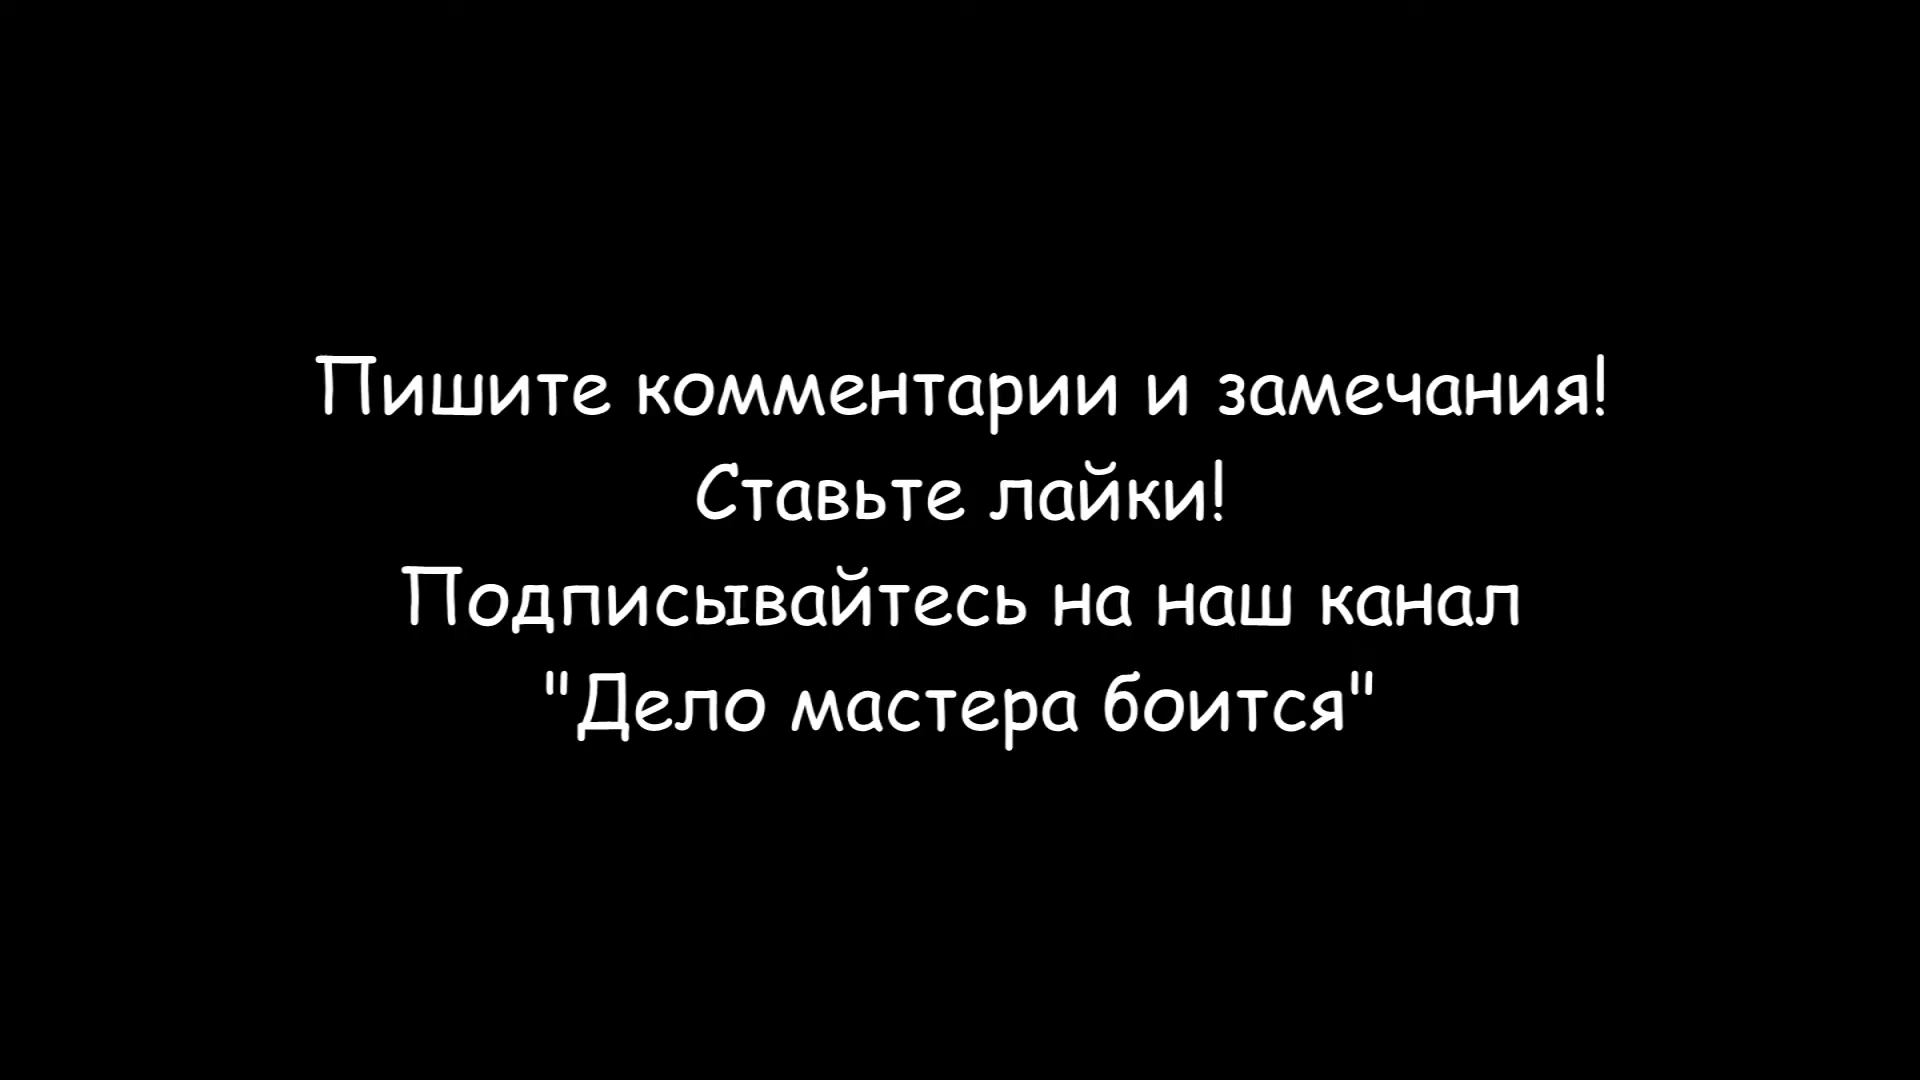 Пишите комментарии и замечания!
Ставьте лайки!
Подписывайтесь на наш канал
"Дело мастера боится"